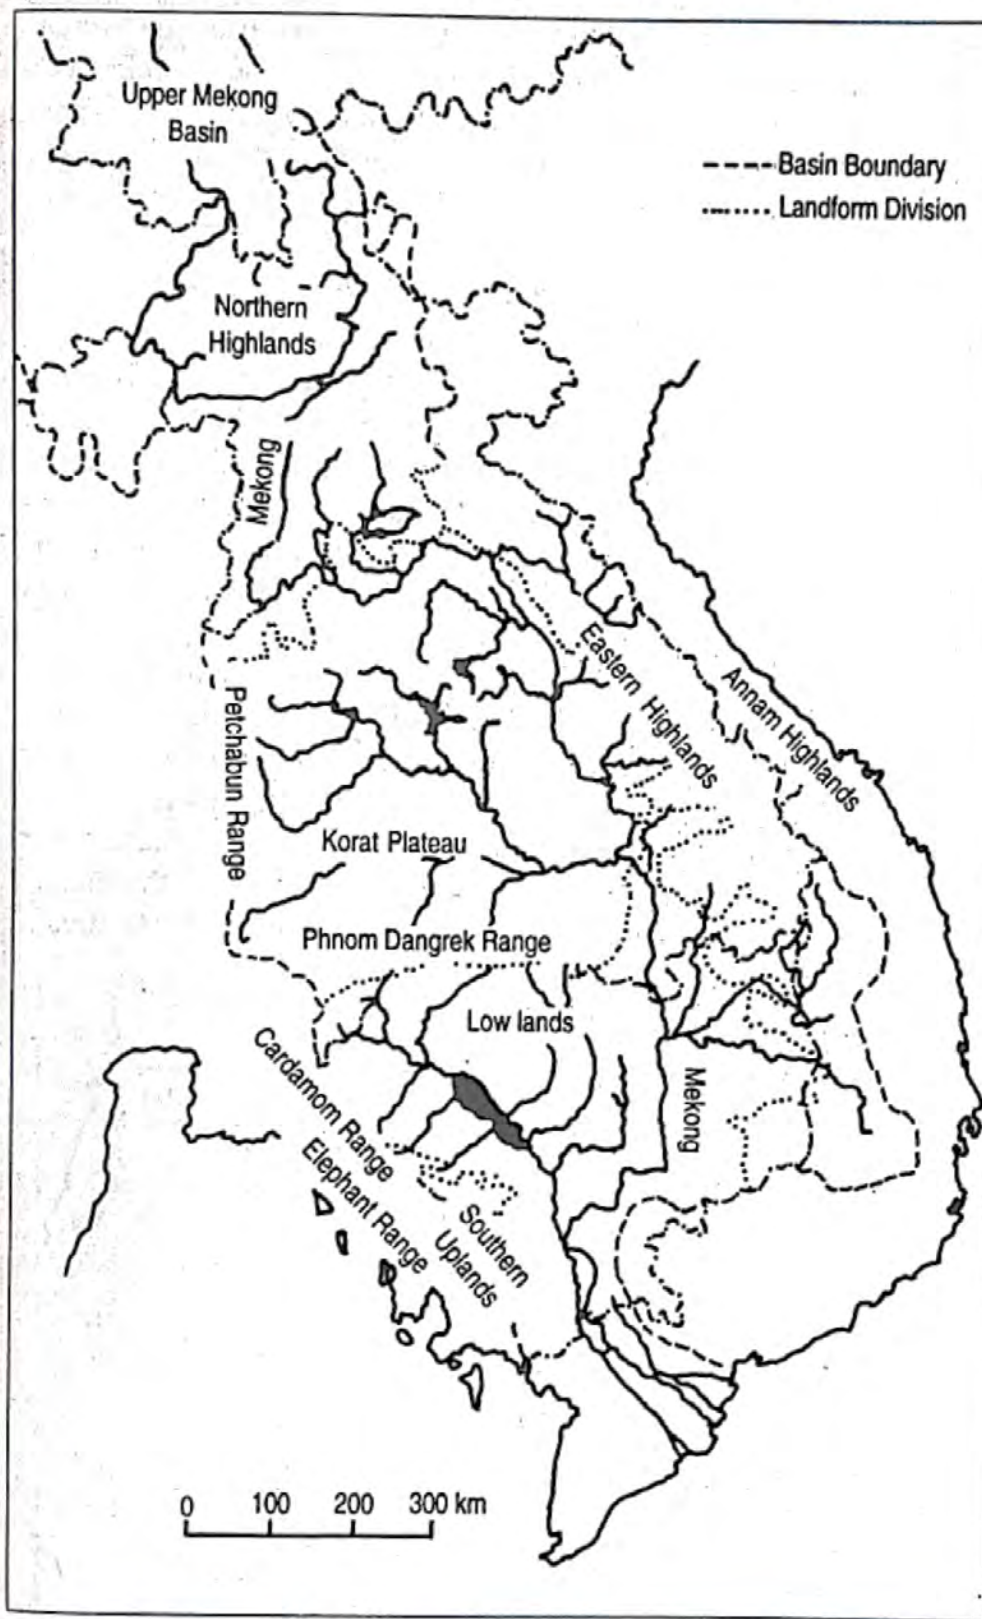 Upper Mekong
Basin
Basin Boundary
Landform Division
Northern
Highlands
Mekong
Eastern Highlands
Annam Highlands
Petchabun Range
Korat Plateau
Phnom Dangrek Range
Low lands
Cardamom Range
Elephant Range
Mekong
Southern
Uplands
0 100 200 300 km